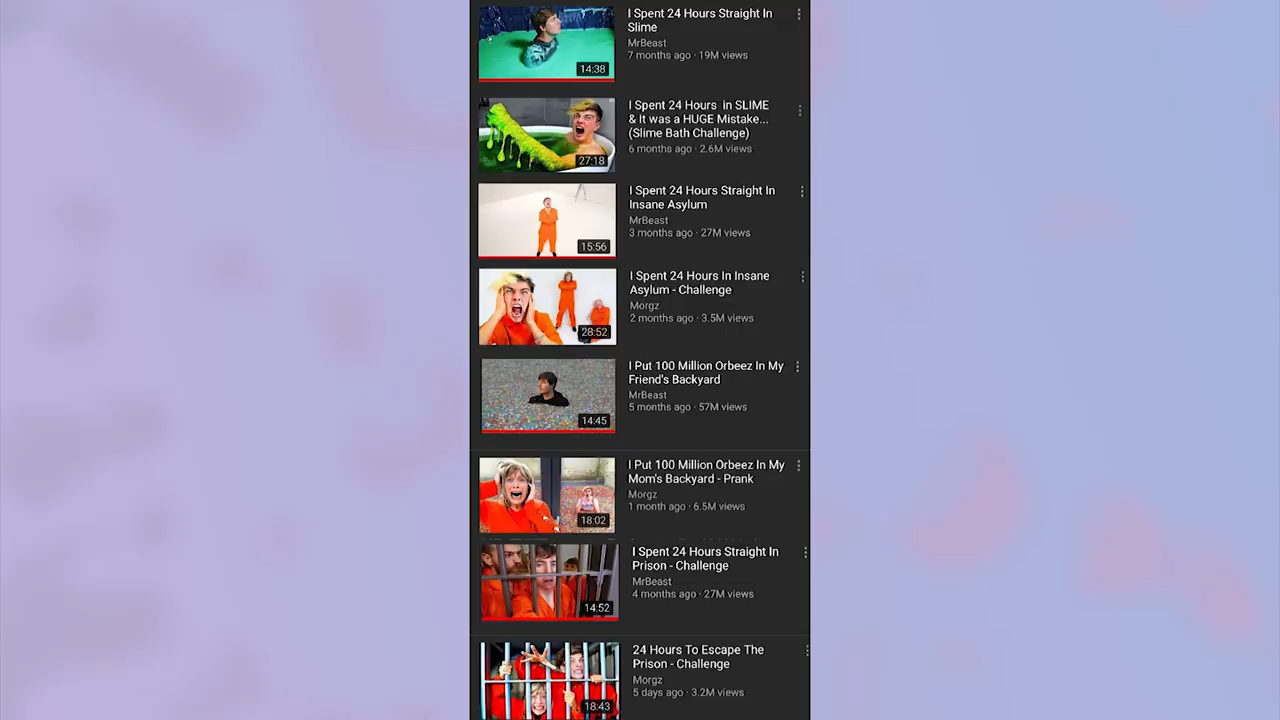 I Spent 24 Hours Straight In
Slime
MrBeast
7 months ago · 19M views
14:38
I Spent 24 Hours in SLIME
& It was a HUGE Mistake...
(Slime Bath Challenge)
6 months ago · 2.6M views
27:18
I Spent 24 Hours Straight In
Insane Asylum
MrBeast
3 months ago · 27M views
15:56
I Spent 24 Hours In Insane
Asylum - Challenge
Morgz
2 months ago · 3.5M views
28:52
I Put 100 Million Orbeez In My
Friend's Backyard
MrBeast
5 months ago · 57M views
14:45
I Put 100 Million Orbeez In My
Mom's Backyard - Prank
Morgz
1 month ago · 6.5M views
18:02
I Spent 24 Hours Straight In
Prison - Challenge
MrBeast
4 months ago · 27M views
14:52
24 Hours To Escape The
Prison - Challenge
Morgz
5 days ago · 3.2M views
18:43